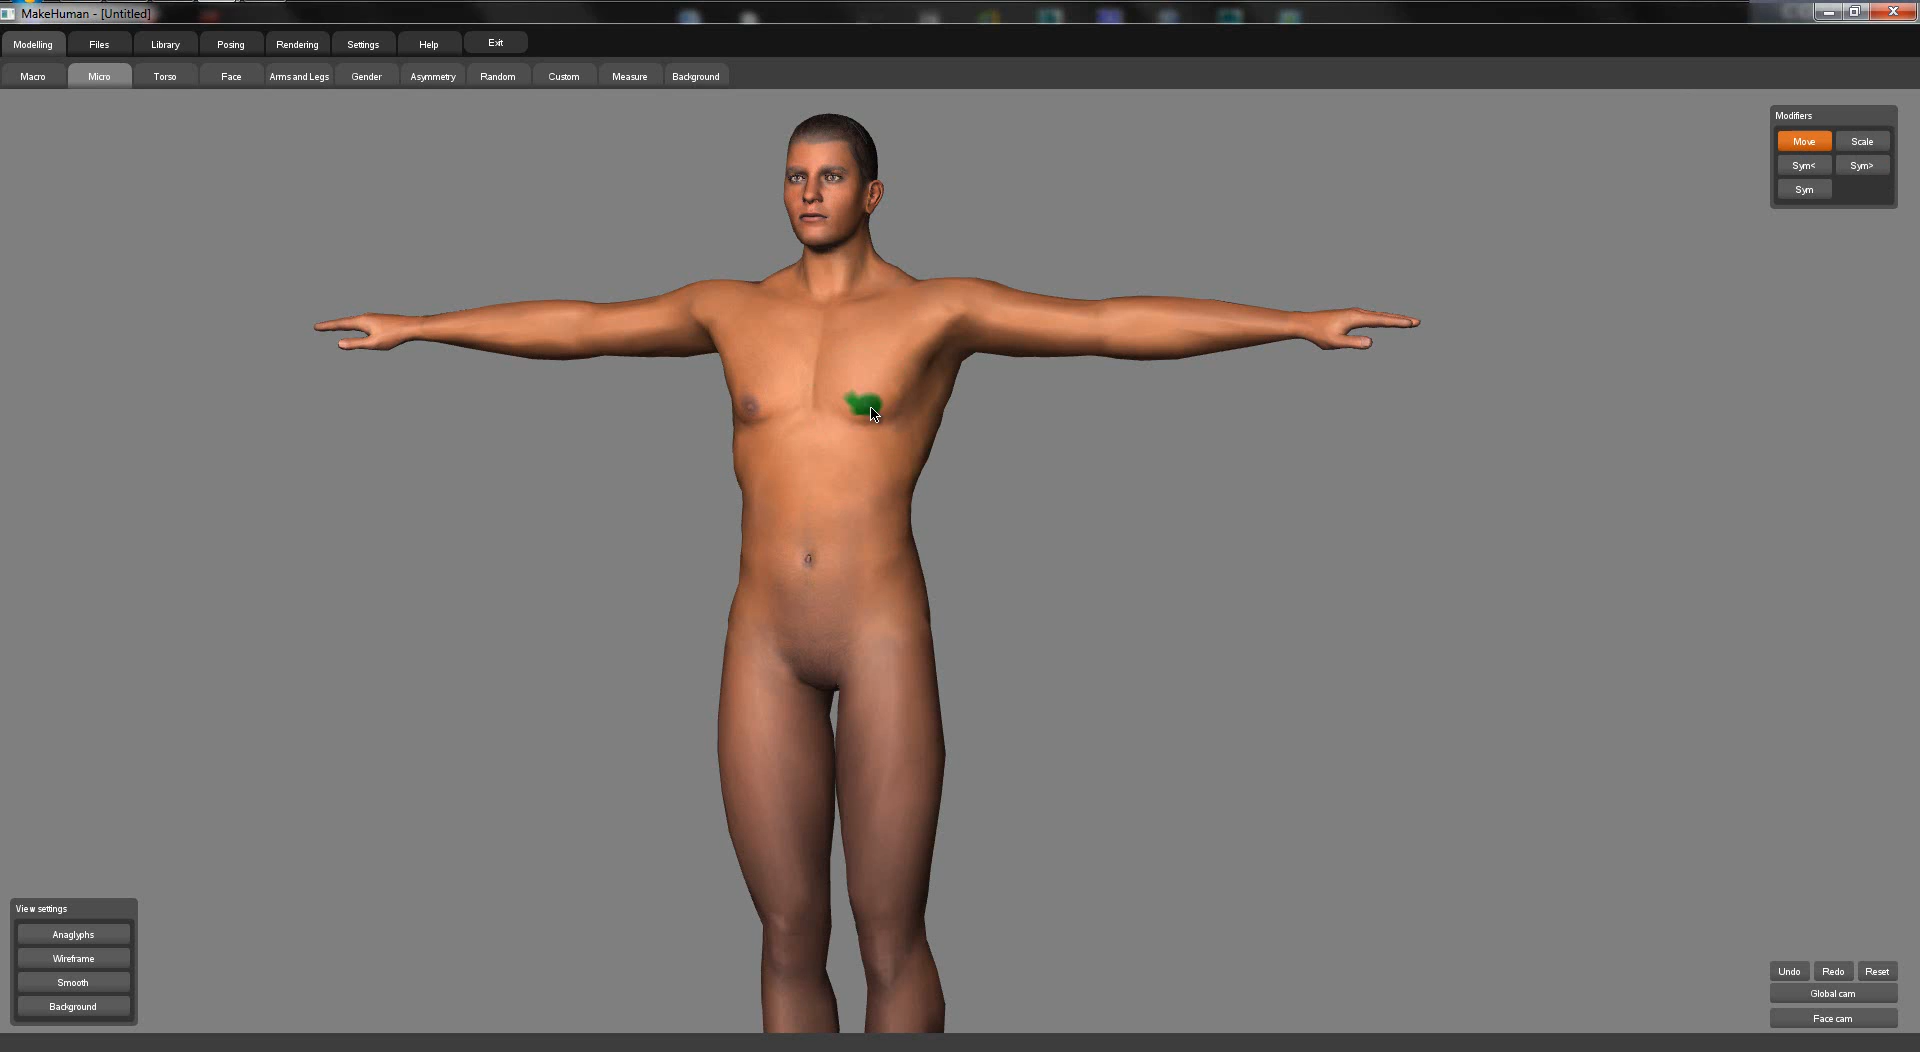 MakeHuman - [Untitled]
Modelling Files Library Posing Rendering Settings Help Exit
Macro Micro Torso Face Arms and Legs Gender Asymmetry Random Custom Measure Background
Modifiers
Move Scale
Sym< Sym>
Sym
View settings
Anaglyphs
Wireframe
Smooth
Background
Undo Redo Reset
Global cam
Face cam